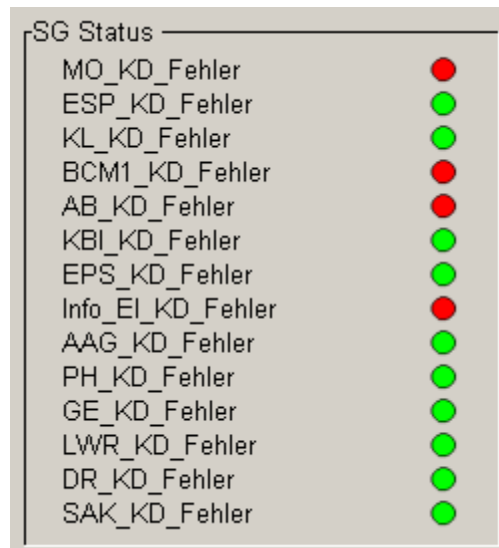 SG Status
MO_KD_Fehler
ESP_KD_Fehler
KL_KD_Fehler
BCM1_KD_Fehler
AB_KD_Fehler
KBI_KD_Fehler
EPS_KD_Fehler
Info_El_KD_Fehler
AAG_KD_Fehler
PH_KD_Fehler
GE_KD_Fehler
LWR_KD_Fehler
DR_KD_Fehler
SAK_KD_Fehler